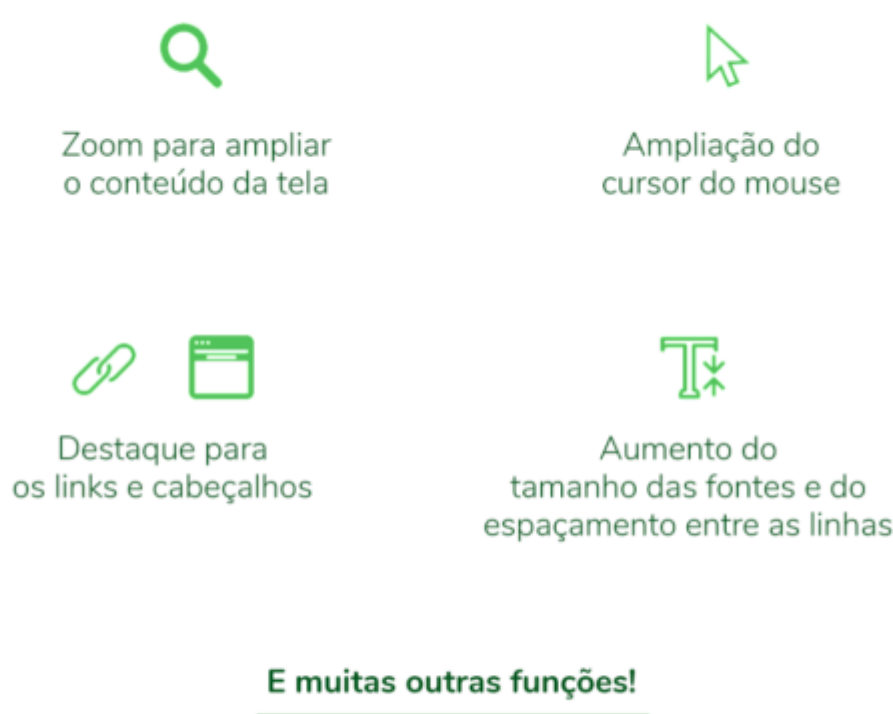 Zoom para ampliar
o conteúdo da tela
Ampliação do
cursor do mouse
Destaque para
os links e cabeçalhos
Aumento do
tamanho das fontes e do
espaçamento entre as linhas
E muitas outras funções!